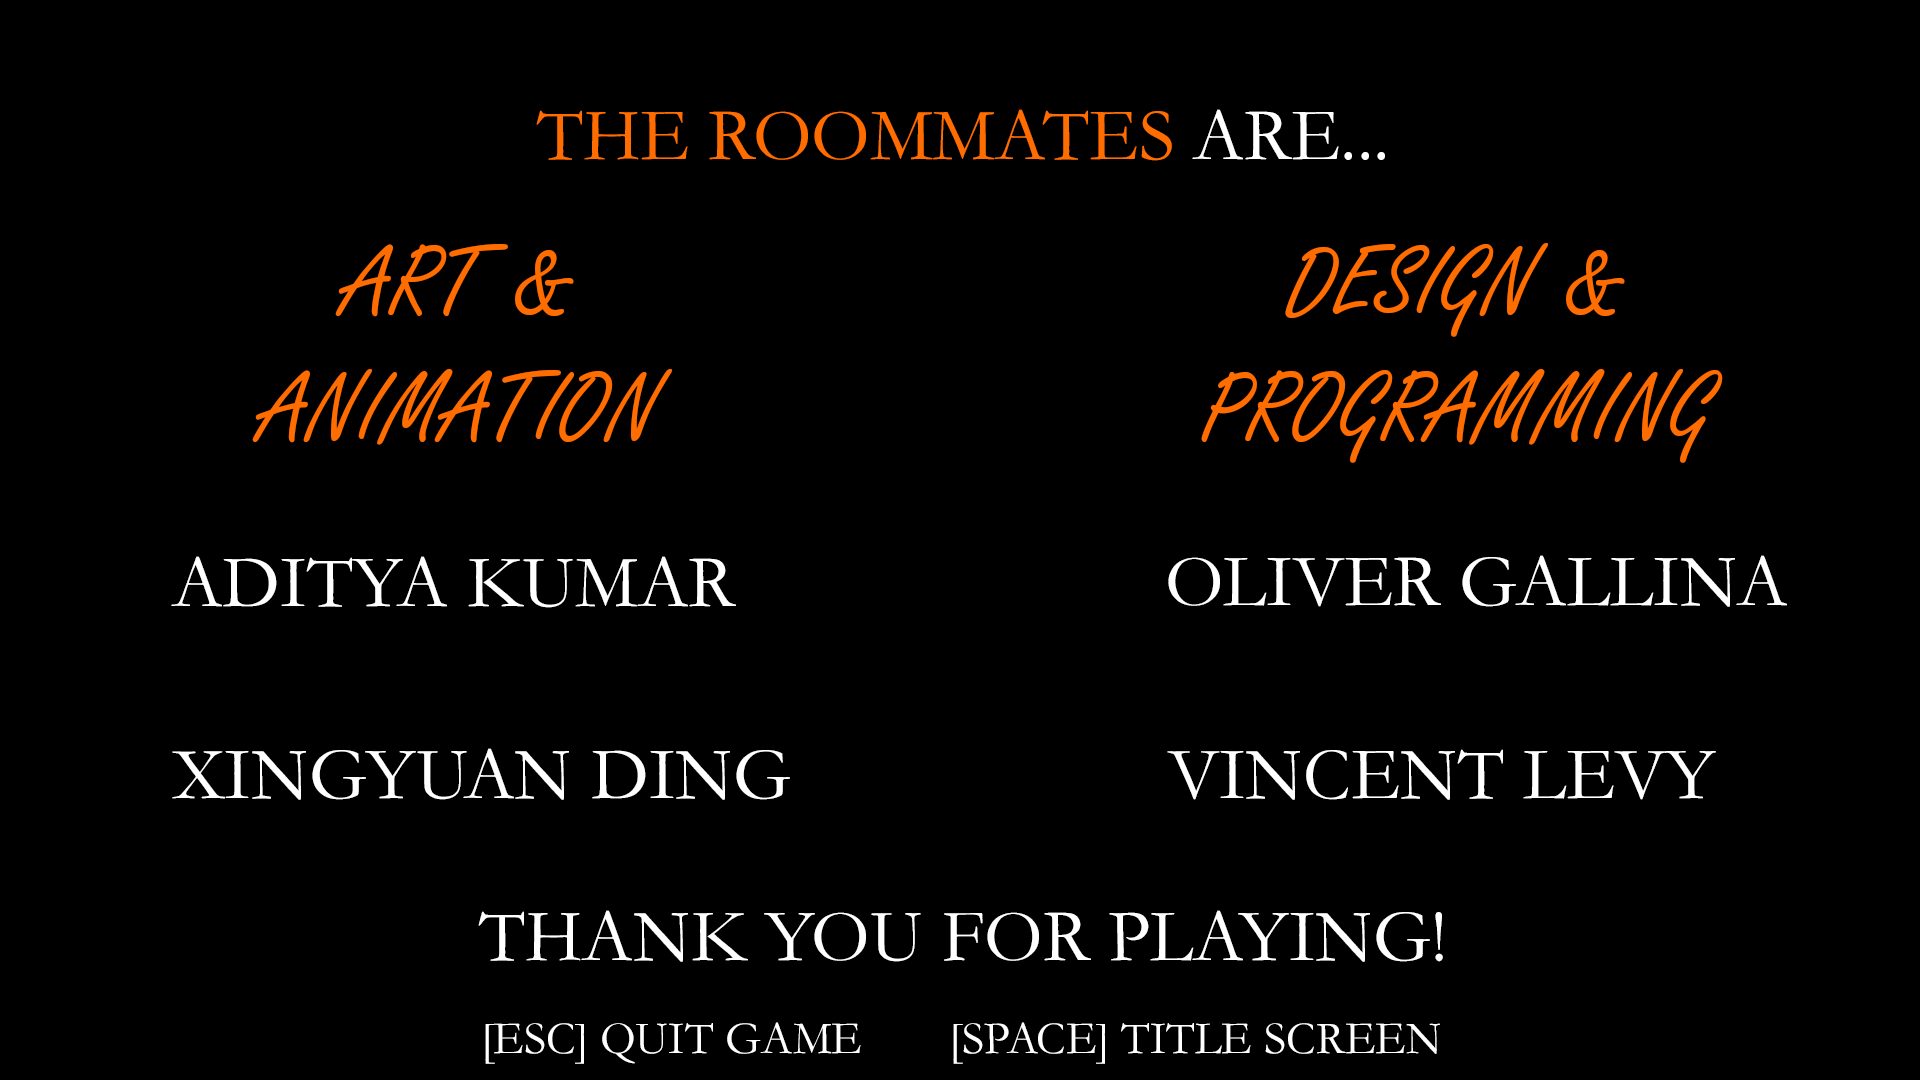 THE ROOMMATES ARE...
ART &
ANIMATION
DESIGN &
PROGRAMMING
ADITYA KUMAR
OLIVER GALLINA
XINGYUAN DING
VINCENT LEVY
THANK YOU FOR PLAYING!
[ESC] QUIT GAME [SPACE] TITLE SCREEN